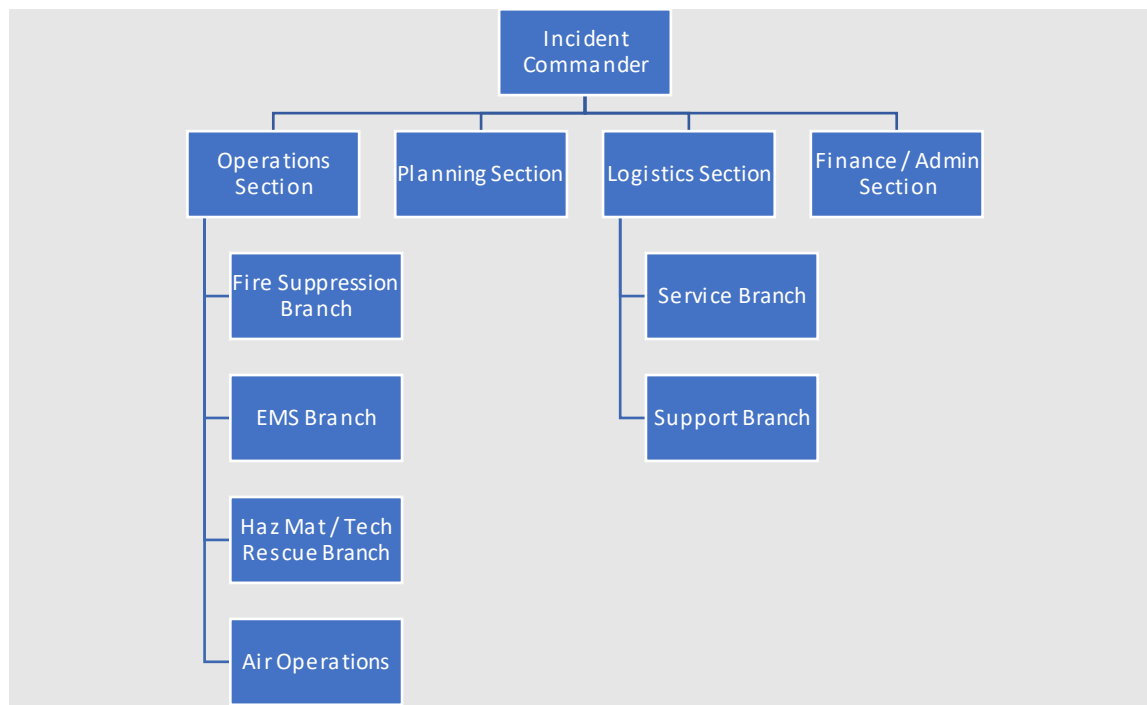 Incident
Commander
Operations
Section
Planning Section
Logistics Section
Finance / Admin
Section
Fire Suppression
Branch
EMS Branch
Haz Mat / Tech
Rescue Branch
Air Operations
Service Branch
Support Branch